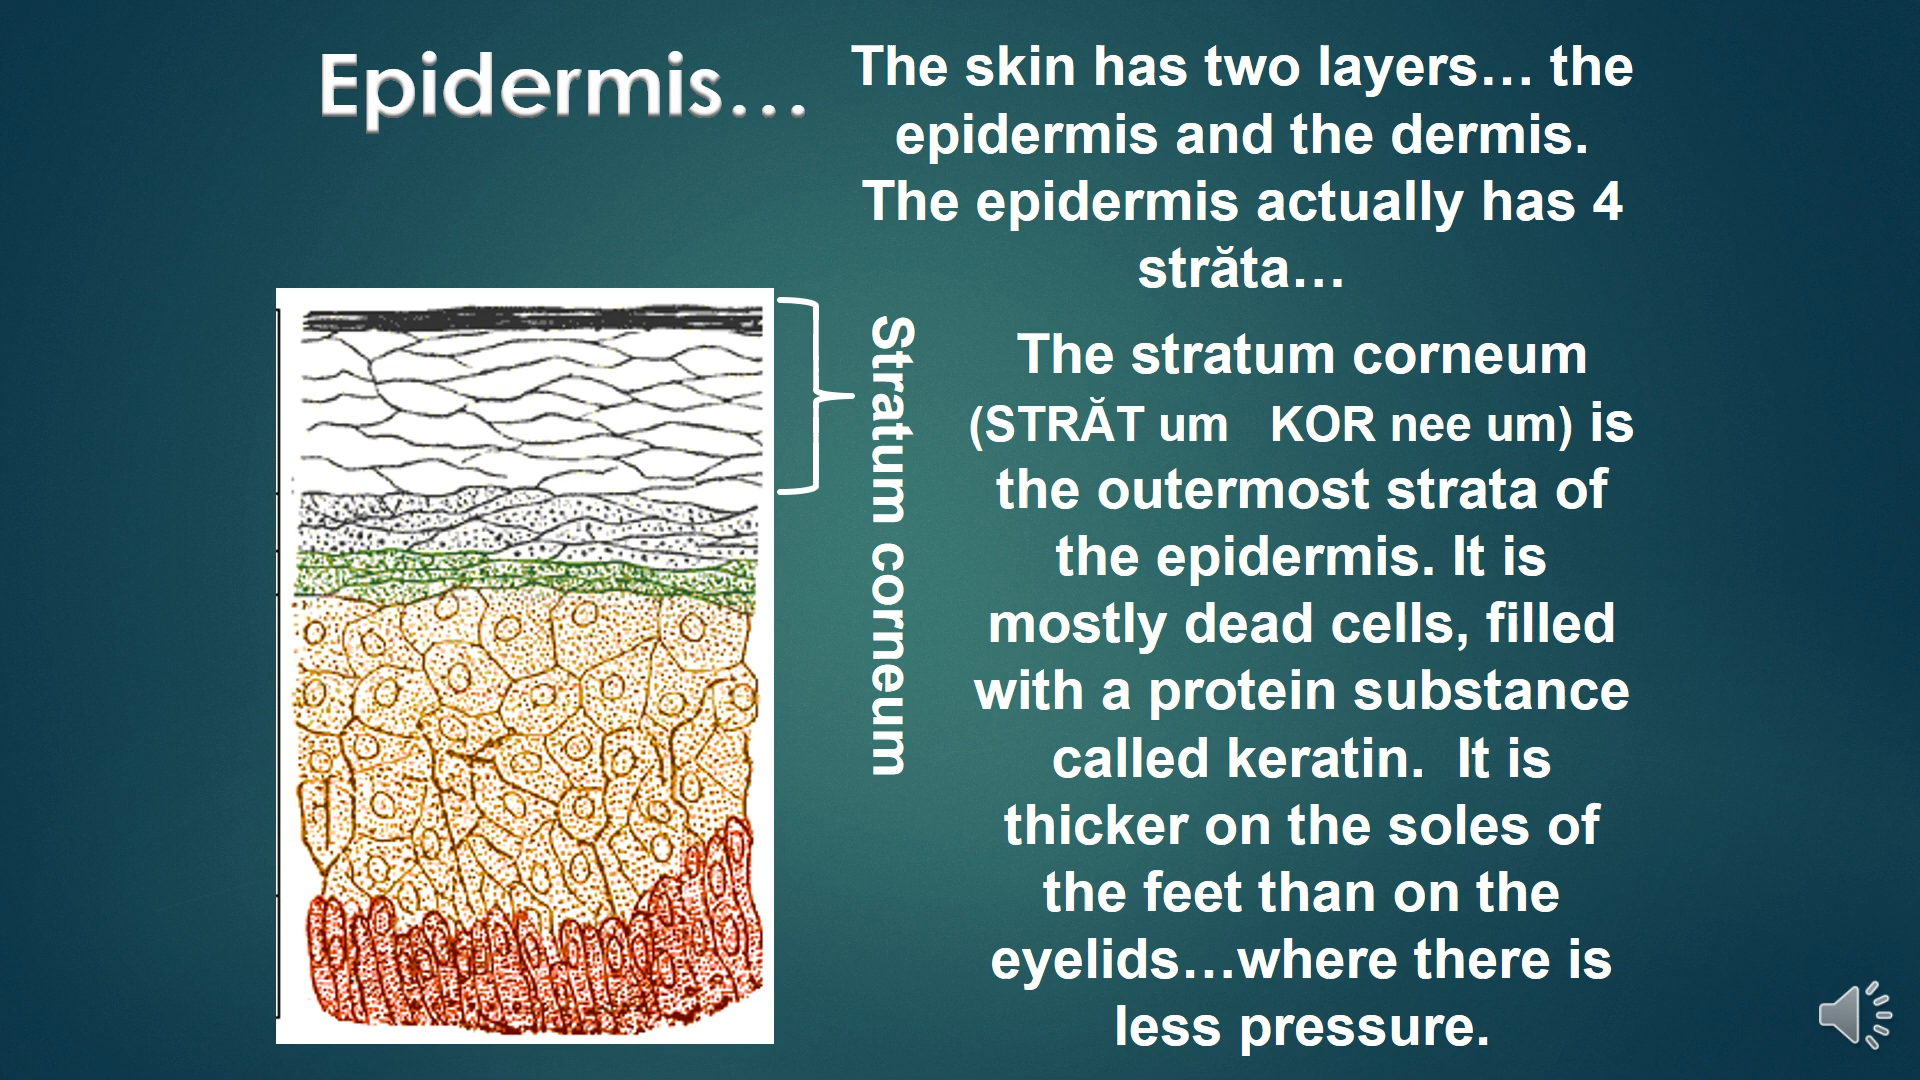 Epidermis…
The skin has two layers… the
epidermis and the dermis.
The epidermis actually has 4
străta…
Stratum corneum
The stratum corneum
(STRĂT um   KOR nee um) is
the outermost strata of
the epidermis. It is
mostly dead cells, filled
with a protein substance
called keratin.  It is
thicker on the soles of
the feet than on the
eyelids…where there is
less pressure.